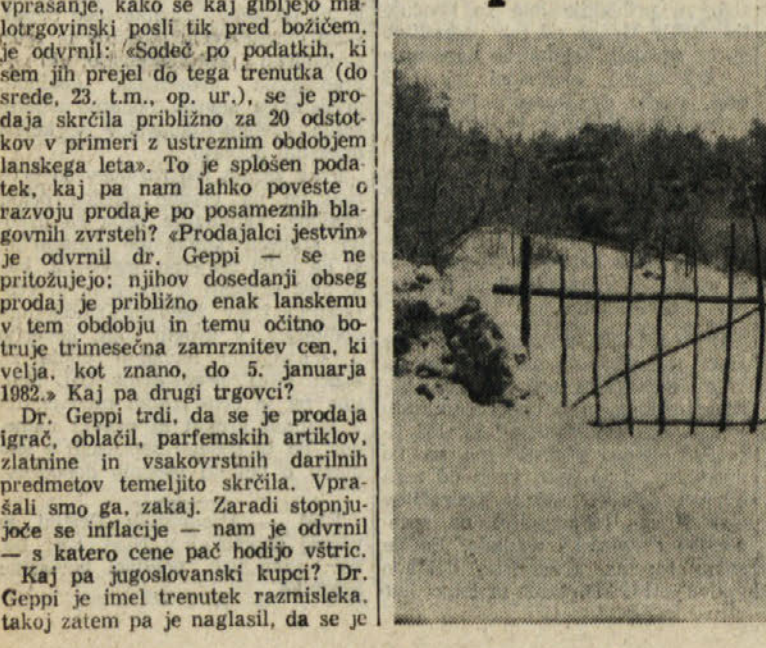 vprašanje, kako se kaj gibljejo ma-
lotrgovinski posli tik pred božičem,
je odvrnil: «Sodeč po podatkih, ki
sem jih prejel do tega trenutka (do
srede, 23. t.m., op. ur.), se je pro-
daja skrčila približno za 20 odstot-
kov v primeri z ustreznim obdobjem
lanskega leta». To je splošen poda-
tek, kaj pa nam lahko poveste o
razvoju prodaje po posameznih bla-
govnih zvrsteh? «Prodajalci jestvin»
je odvrnil dr. Geppi — se ne
pritožujejo; njihov dosedanji obseg
prodaj je približno enak lanskemu
v tem obdobju in temu očitno bo-
truje trimesečna zamrznitev cen, ki
velja, kot znano, do 5. januarja
1982.» Kaj pa drugi trgovci?
Dr. Geppi trdi, da se je prodaja
igrač, oblačil, parfemskih artiklov,
zlatnine in vsakovrstnih darilnih
predmetov temeljito skrčila. Vpra-
šali smo ga, zakaj. Zaradi stopnju-
joče se inflacije — nam je odvrnil
— s katero cene pač hodijo vštric.
Kaj pa jugoslovanski kupci? Dr.
Geppi je imel trenutek razmisleka,
takoj zatem pa je naglasil, da se je